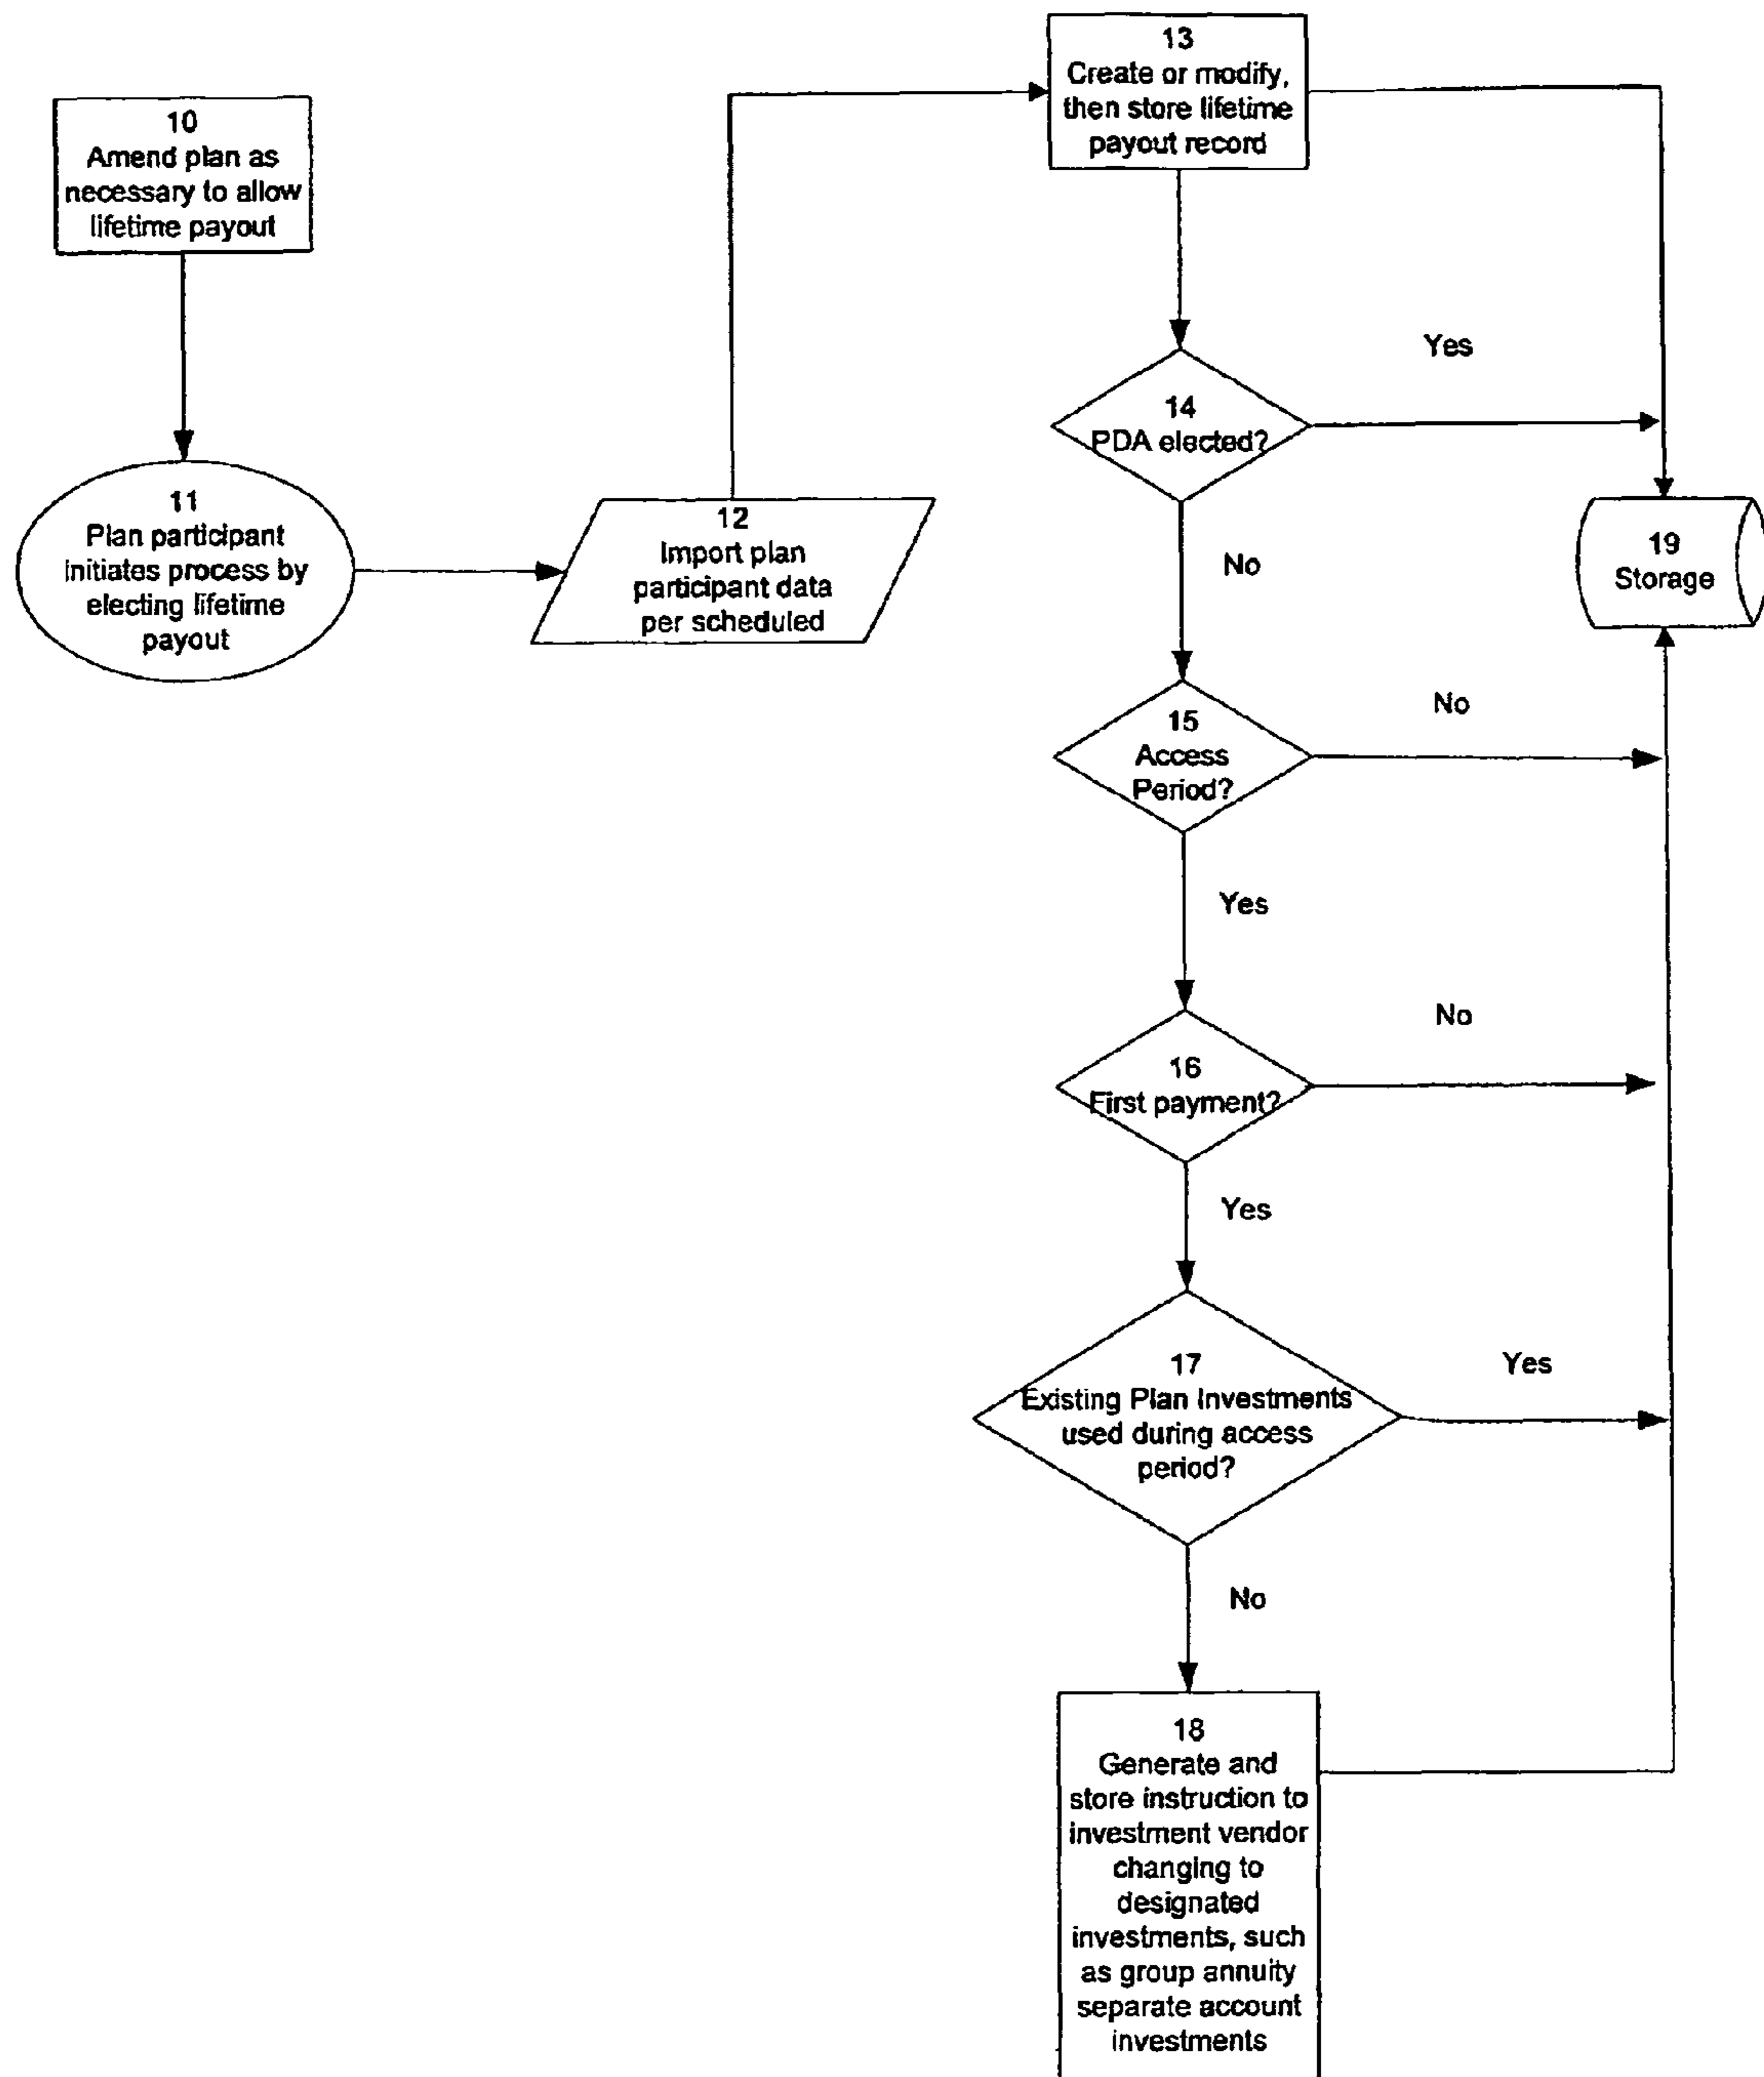 10
Amend plan as
necessary to allow
lifetime payout
11
Plan participant
initiates process by
electing lifetime
payout
12
Import plan
participant data
per scheduled
13
Create or modify,
then store lifetime
payout record
14
PDA elected?
Yes
No
15
Access
Period?
No
Yes
16
First payment?
No
Yes
17
Existing Plan Investments
used during access
period?
Yes
No
18
Generate and
store instruction to
investment vendor
changing to
designated
investments, such
as group annuity
separate account
investments
19
Storage